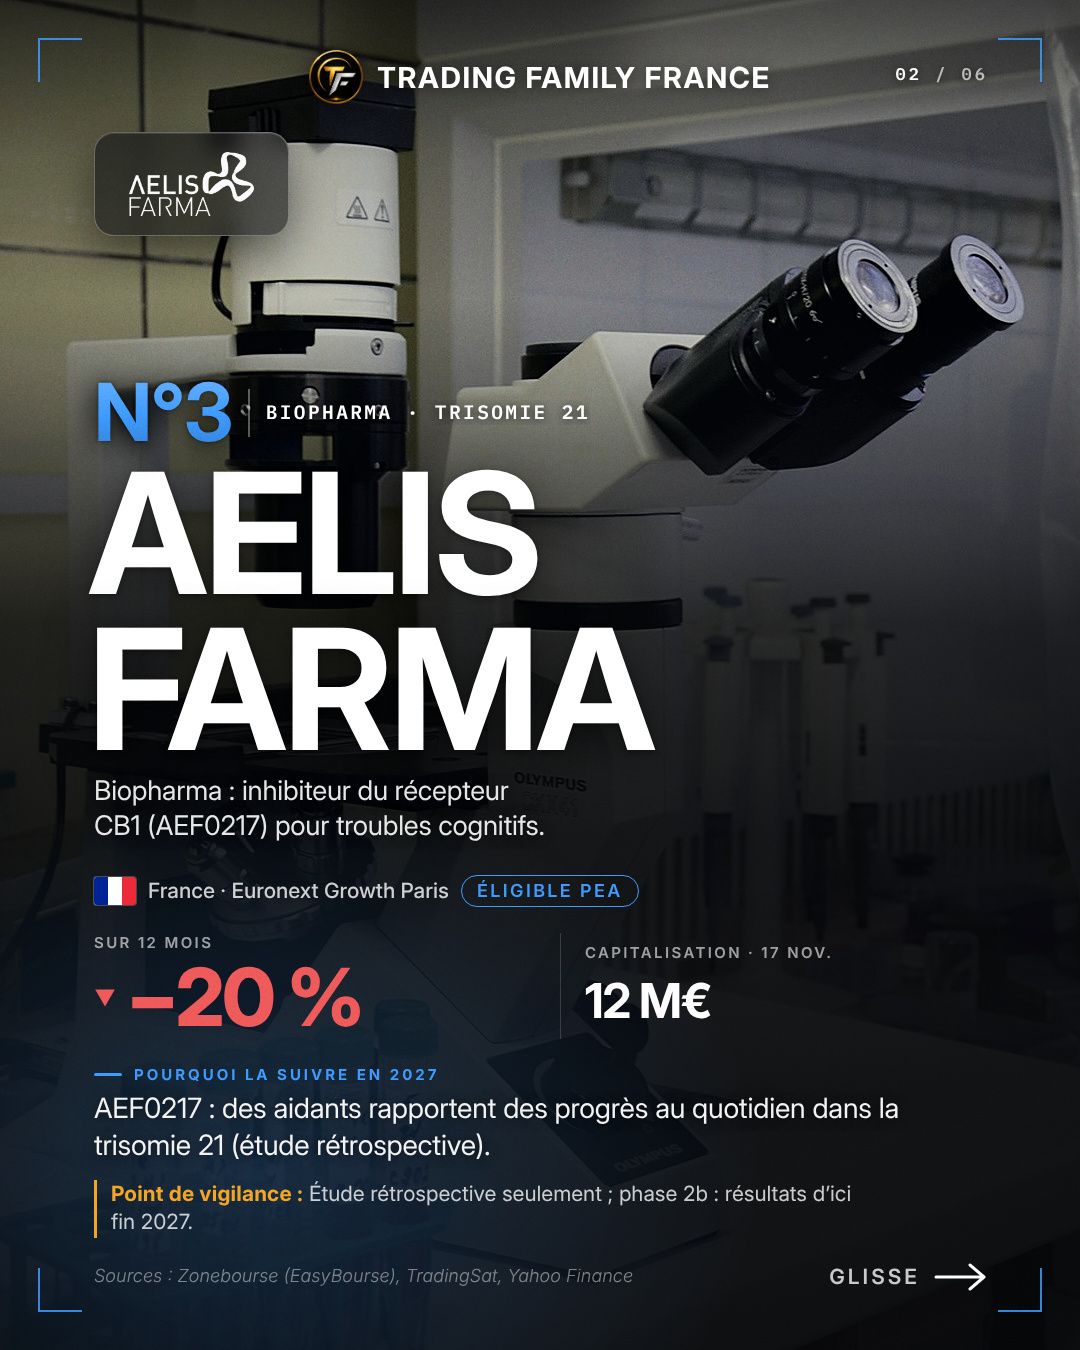 TF TRADING FAMILY FRANCE
02 / 06
AELIS
FARMA
N°3
BIOPHARMA · TRISOMIE 21
AELIS
FARMA
OLYMPUS
Biopharma : inhibiteur du récepteur
CB1 (AEF0217) pour troubles cognitifs.
France · Euronext Growth Paris
ÉLIGIBLE PEA
SUR 12 MOIS
–20 %
CAPITALISATION · 17 NOV.
12 M€
POURQUOI LA SUIVRE EN 2027
AEF0217 : des aidants rapportent des progrès au quotidien dans la
trisomie 21 (étude rétrospective).
OLYMPUS
Point de vigilance : Étude rétrospective seulement ; phase 2b : résultats d’ici
fin 2027.
Sources : Zonebourse (EasyBourse), TradingSat, Yahoo Finance
GLISSE